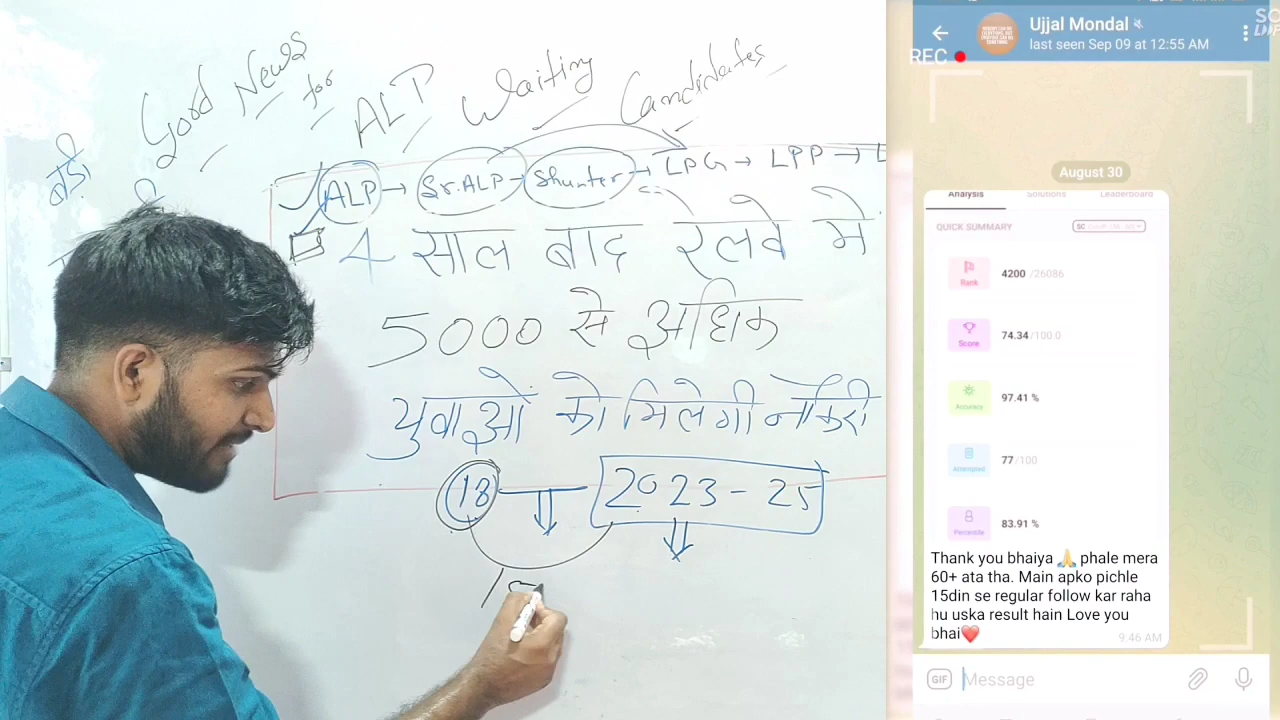 Good News for ALP Waiting Candidates
ALP → Sr.ALP → Shunter → LPG → LPP → L
4 साल बाद रेलवे में
5000 से अधिक
युवाओं को मिलेगी नौकरी
18 2023 - 25
Ujjal Mondal
last seen Sep 09 at 12:55 AM
REC
August 30
Analysis Solutions Leaderboard
QUICK SUMMARY
SC
Rank 4200 /26086
Score 74.34 /100 0
Accuracy 97.41 %
Attempted 77 /100
Percentile 83.91 %
Thank you bhaiya 🙏 phale mera
60+ ata tha. Main apko pichle
15din se regular follow kar raha
hu uska result hain Love you
bhai❤️
9:46 AM
GIF Message